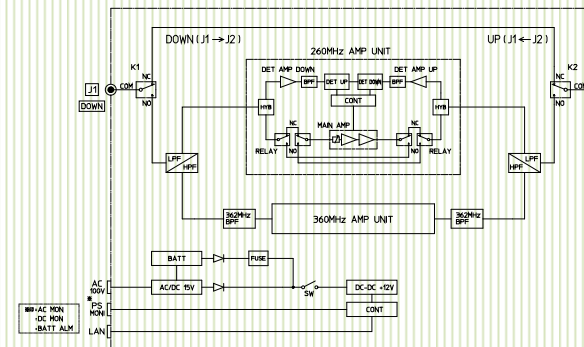 DOWN(J1→J2)
UP(J1←J2)
260MHz AMP UNIT
K1
K2
NC
NC
J1
COM
COM
NO
NO
DOWN
DET AMP DOWN
DET AMP UP
BPF
DET UP
DET DOWN
BPF
CONT
HYB
HYB
MAIN AMP
NC
NC
NO
NO
RELAY
RELAY
LPF
HPF
LPF
HPF
362MHz
BPF
360MHz AMP UNIT
362MHz
BPF
BATT
FUSE
AC
100V
AC/DC 15V
SW
DC-DC +12V
※
PS
MONI
CONT
LAN
※・AC MON
・DC MON
・BATT ALM